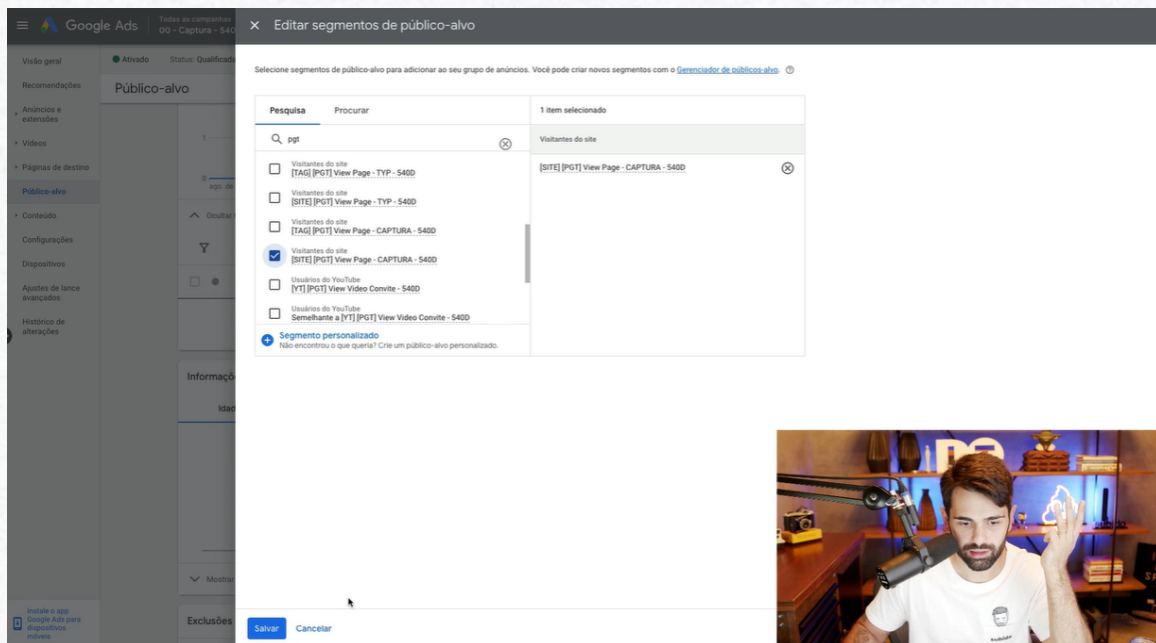 Google Ads
Todas as campanhas
00 - Captura - 540
Editar segmentos de público-alvo
Visão geral
Recomendações
Anúncios e
extensões
Vídeos
Páginas de destino
Público-alvo
Conteúdo
Configurações
Dispositivos
Ajustes de lance
avançados
Histórico de
alterações
Instale o app
Google Ads para
dispositivos
móveis
Ativado
Status: Qualificada
Público-alvo
1
0
ago. de
Ocultar
Informaçõ
Idad
Mostrar
Exclusões
Selecione segmentos de público-alvo para adicionar ao seu grupo de anúncios. Você pode criar novos segmentos com o Gerenciador de públicos-alvo.
Pesquisa
Procurar
pgt
Visitantes do site
[TAG] [PGT] View Page - TYP - 540D
Visitantes do site
[SITE] [PGT] View Page - TYP - 540D
Visitantes do site
[TAG] [PGT] View Page - CAPTURA - 540D
Visitantes do site
[SITE] [PGT] View Page - CAPTURA - 540D
Usuários do YouTube
[YT] [PGT] View Video Convite - 540D
Usuários do YouTube
Semelhante a [YT] [PGT] View Video Convite - 540D
Segmento personalizado
Não encontrou o que queria? Crie um público-alvo personalizado.
1 item selecionado
Visitantes do site
[SITE] [PGT] View Page - CAPTURA - 540D
Salvar
Cancelar